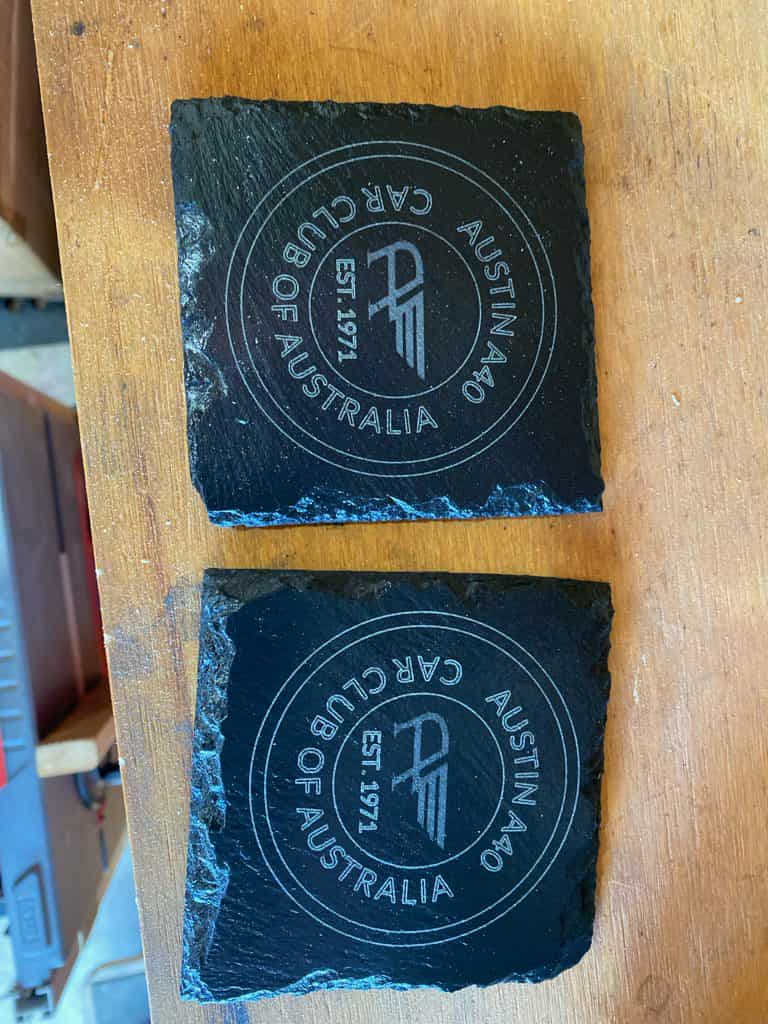 AUSTIN A40
CAR CLUB OF AUSTRALIA
EST. 1971
AUSTIN A40
CAR CLUB OF AUSTRALIA
EST. 1971